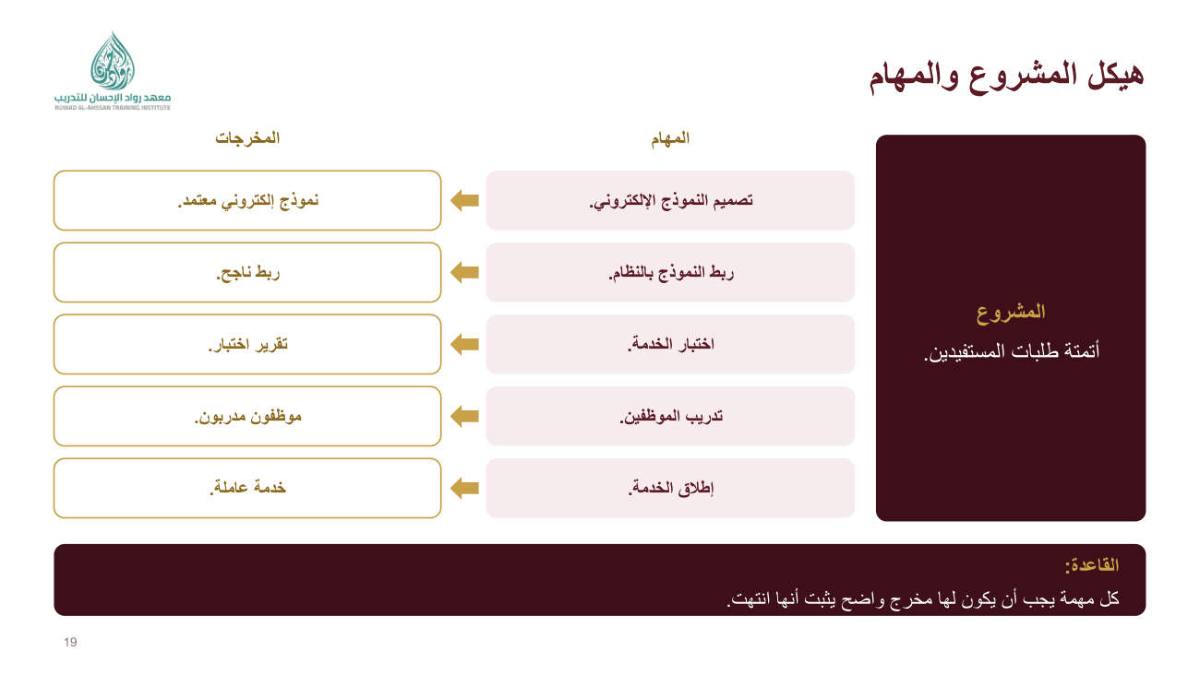 هيكل المشروع والمهام
معهد رواد الإحسان للتدريب
RUWAD AL-AHSSAN TRAINING INSTITUTE
المشروع
أتمتة طلبات المستفيدين.
المهام
المخرجات
تصميم النموذج الإلكتروني.
نموذج إلكتروني معتمد.
ربط النموذج بالنظام.
ربط ناجح.
اختبار الخدمة.
تقرير اختبار.
تدريب الموظفين.
موظفون مدربون.
إطلاق الخدمة.
خدمة عاملة.
القاعدة:
كل مهمة يجب أن يكون لها مخرج واضح يثبت أنها انتهت.
19